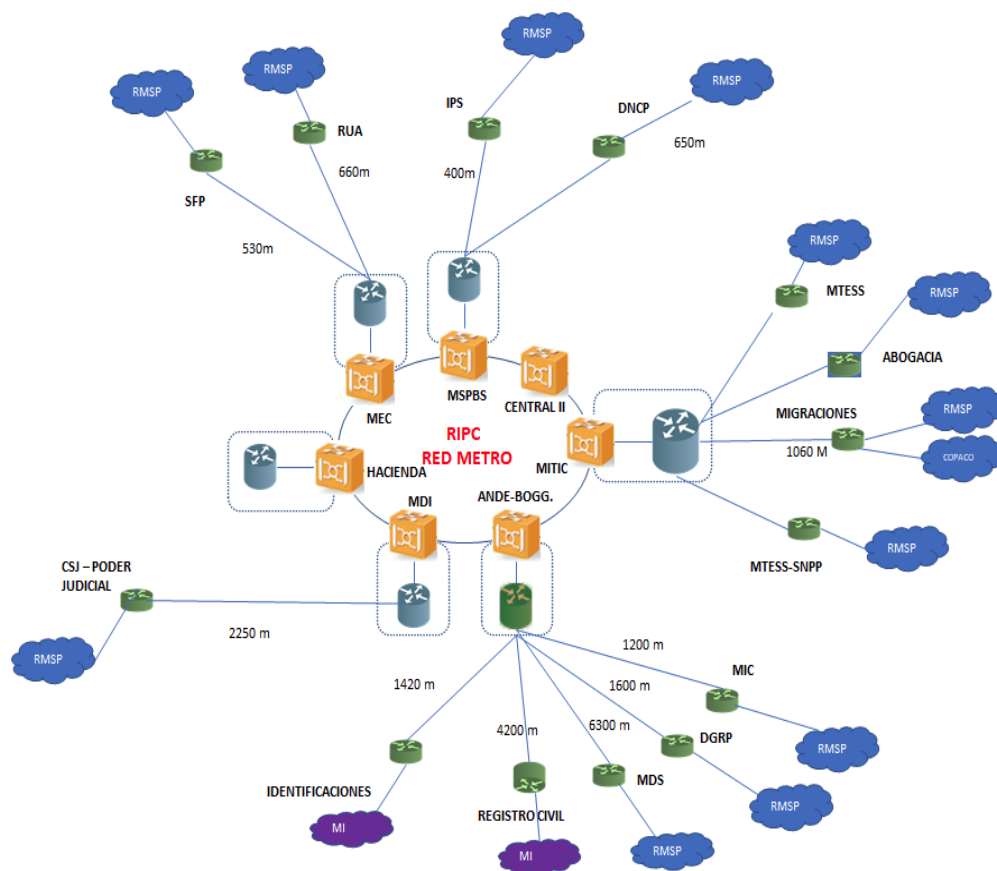 RMSP
RMSP
RMSP
RMSP
IPS
DNCP
RUA
650m
660m
400m
SFP
530m
RMSP
MTESS
RMSP
ABOGACIA
MSPBS
CENTRAL II
MEC
MIGRACIONES
RMSP
RIPC
RED METRO
1060 M
COPACO
MITIC
HACIENDA
MDI
ANDE-BOGG.
RMSP
MTESS-SNPP
CSJ – PODER
JUDICIAL
2250 m
RMSP
1200 m
1420 m
1600 m
MIC
4200 m
6300 m
DGRP
RMSP
IDENTIFICACIONES
MDS
REGISTRO CIVIL
RMSP
MI
RMSP
MI